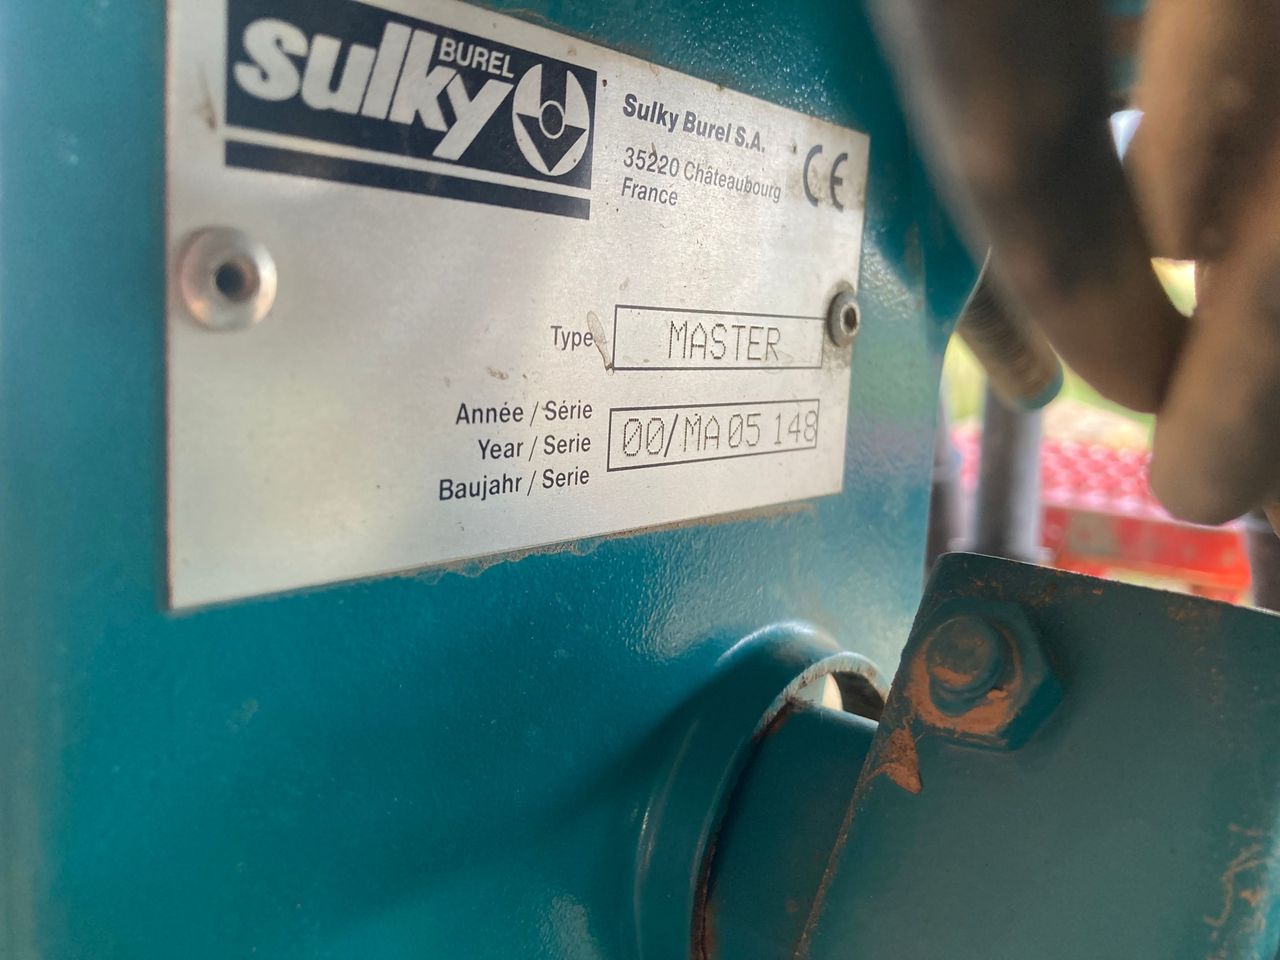 sulky BUREL
Sulky Burel S.A.
35220 Châteaubourg
France
CE
Type MASTER
Année / Série
Year / Serie 00/MA 05 148
Baujahr / Serie